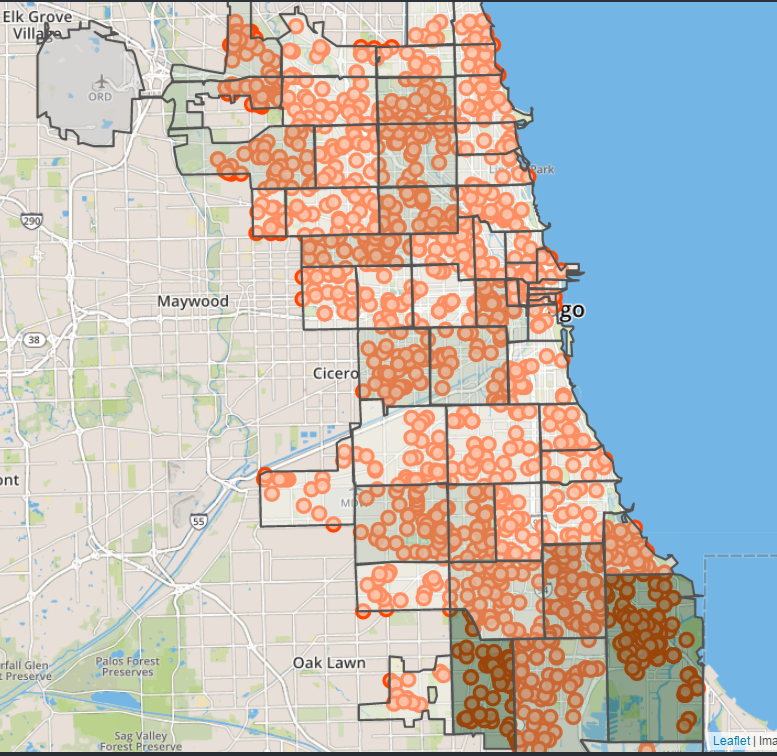 Elk Grove
Village
ORD
Park
290
Maywood
38
go
Cicero
ont
MD
55
Oak Lawn
Palos Forest
Preserves
rfall Glen
t Preserve
Sag Valley
Forest Preserve
Leaflet | Ima